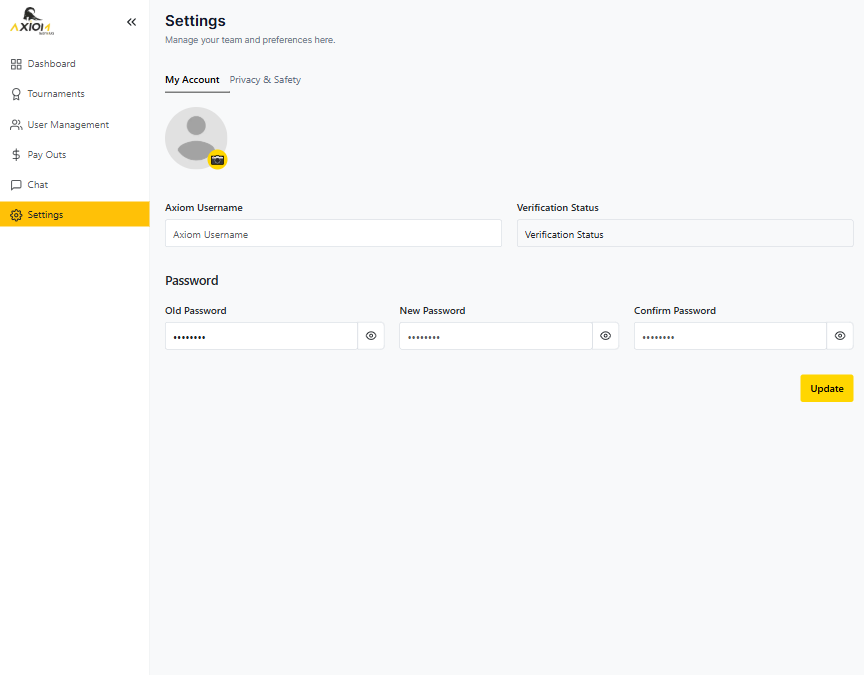 AXIOM
Dashboard
Tournaments
User Management
Pay Outs
Chat
Settings
Settings
Manage your team and preferences here.
My Account Privacy & Safety
Axiom Username Verification Status
Axiom Username Verification Status
Password
Old Password New Password Confirm Password
•••••••• •••••••• ••••••••
Update